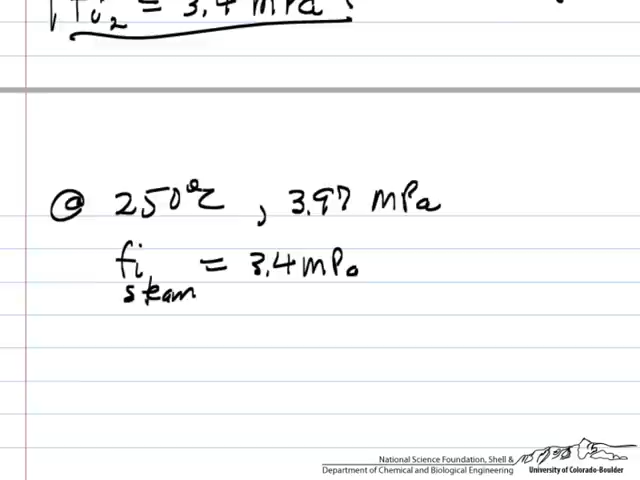 fi2 = 3.4 mPa
@ 250°C, 3.97 mPa
fi = 3.4 mPa
steam
National Science Foundation, Shell &
Department of Chemical and Biological Engineering
University of Colorado-Boulder